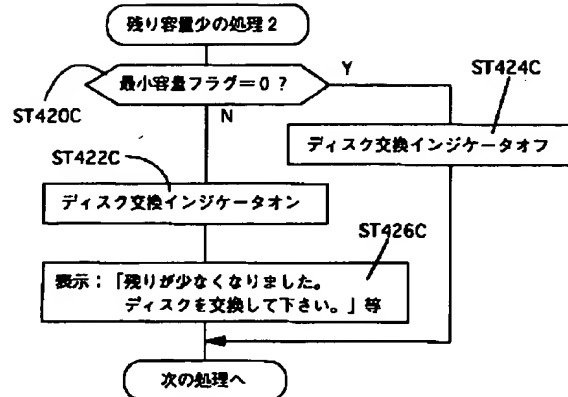 残り容量少の処理2
最小容量フラグ=0?
Y
ST424C
ST420C
N
ST422C
ディスク交換インジケータオフ
ディスク交換インジケータオン
ST426C
表示:「残りが少なくなりました。
ディスクを交換して下さい。」等
次の処理へ